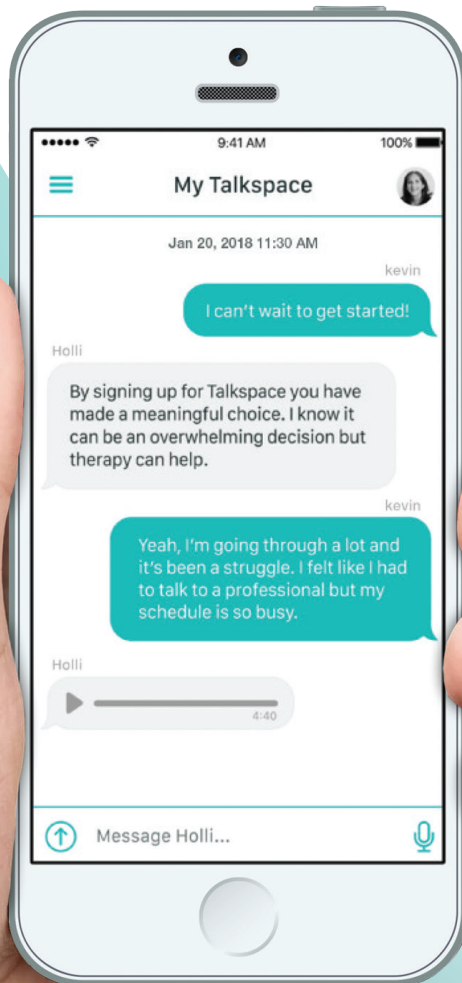 9:41 AM 100%
My Talkspace
Jan 20, 2018 11:30 AM
kevin
I can't wait to get started!
Holli
By signing up for Talkspace you have
made a meaningful choice. I know it
can be an overwhelming decision but
therapy can help.
kevin
Yeah, I'm going through a lot and
it's been a struggle. I felt like I had
to talk to a professional but my
schedule is so busy.
Holli
4:40
Message Holli...